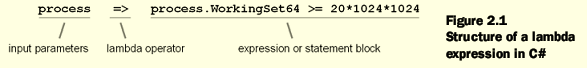 process => process.WorkingSet64 >= 20*1024*1024
input parameters lambda operator expression or statement block
Figure 2.1
Structure of a lambda
expression in C#